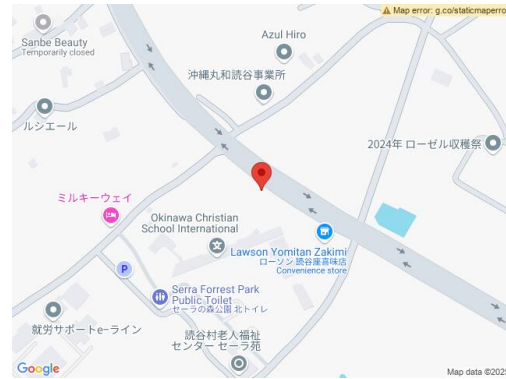 Map error: g.co/staticmaperro
Sanbe Beauty
Temporarily closed
Azul Hiro
沖縄丸和読谷事業所
ルシエール
2024年 ローゼル収穫祭
ミルキーウェイ
Okinawa Christian
School International
Lawson Yomitan Zakimi
ローソン 読谷座喜味店
Convenience store
P
Serra Forrest Park
Public Toilet
セーラの森公園 北トイレ
就労サポートe-ライン
読谷村老人福祉
センター セーラ苑
Google
Map data ©2025